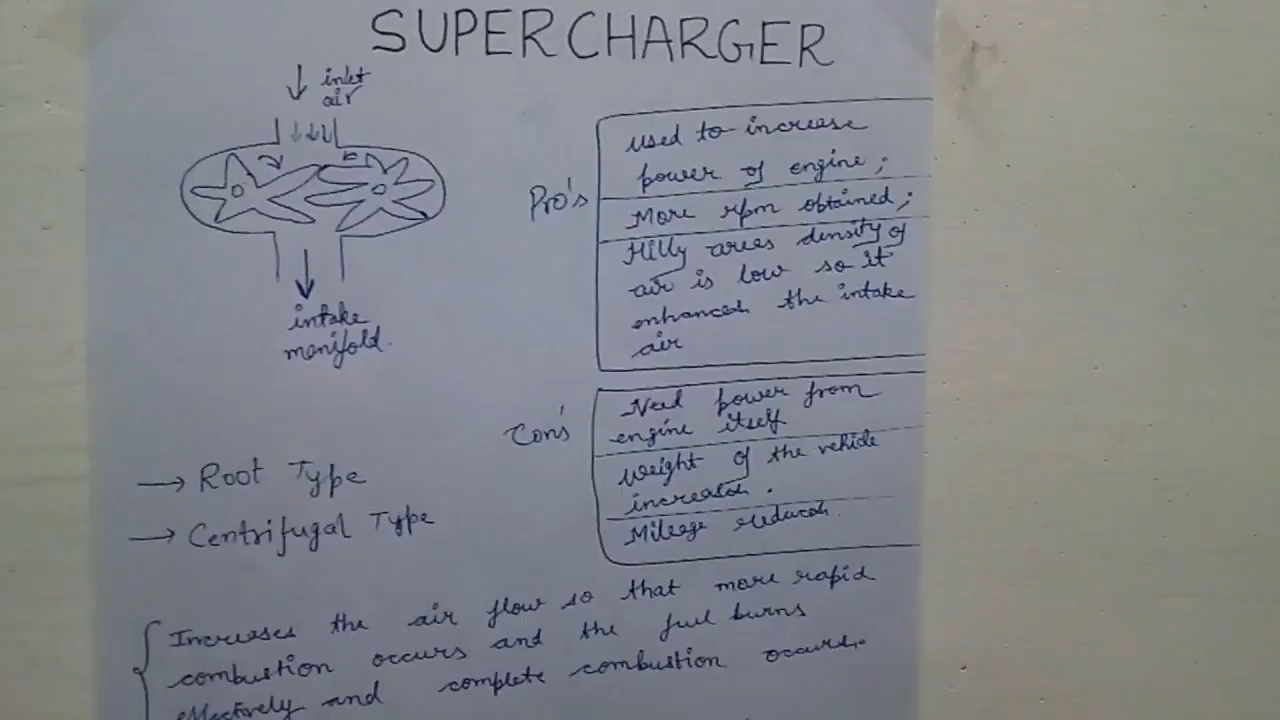 SUPERCHARGER
inlet
air
intake
manifold.
→ Root Type
→ Centrifugal Type
Pro's
used to increase
power of engine;
More rpm obtained;
Hilly areas density of
air is low so it
enhances the intake
air
Con's
Need power from
engine itself
Weight of the vehicle
increases.
Mileage reduces.
Increases the air flow so that more rapid
combustion occurs and the fuel burns
effectively and complete combustion occurs.